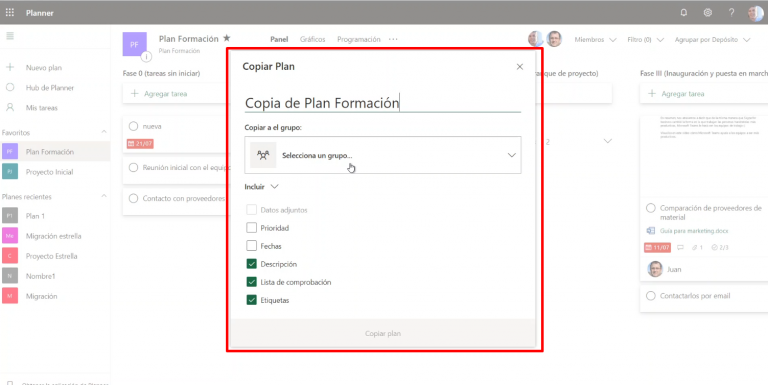 Planner
?
Plan Formación ★
PF
Plan Formación
Panel Gráficos Programación ...
Miembros Filtro (0) Agrupar por Depósito
Nuevo plan
Hub de Planner
Mis tareas
Favoritos
PF Plan Formación
PI Proyecto Inicial
Planes recientes
P1 Plan 1
Me Migración estrella
C Proyecto Estrella
N Nombre1
M Migración
Fase 0 (tareas sin iniciar)
+ Agregar tarea
nueva
23/07
Reunión inicial con el equipo
Contacto con proveedores
Copiar Plan
Copia de Plan Formación
Copiar a el grupo:
Selecciona un grupo...
Incluir
Datos adjuntos
Prioridad
Fechas
Descripción
Lista de comprobación
Etiquetas
Copiar plan
que de proyecto)
2
Fase III (Inauguración y puesta en march
+ Agregar tarea
Comparación de proveedores de
material
Guía para marketing.docx
11/07 1 2/3
Juan
Contactarlos por email